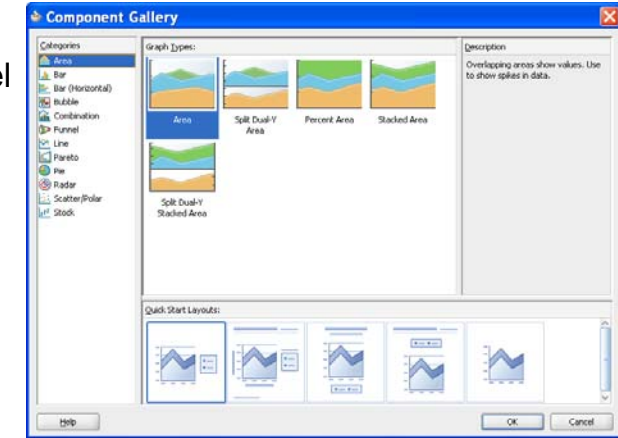 Component Gallery
el
Categories
Area
Bar
Bar (Horizontal)
Bubble
Combination
Funnel
Line
Pareto
Pie
Radar
Scatter/Polar
Stock
Graph Types:
Area
Split Dual-Y
Area
Percent Area
Stacked Area
Split Dual-Y
Stacked Area
Description
Overlapping areas show values. Use
to show spikes in data.
Quick Start Layouts:
Help
OK
Cancel